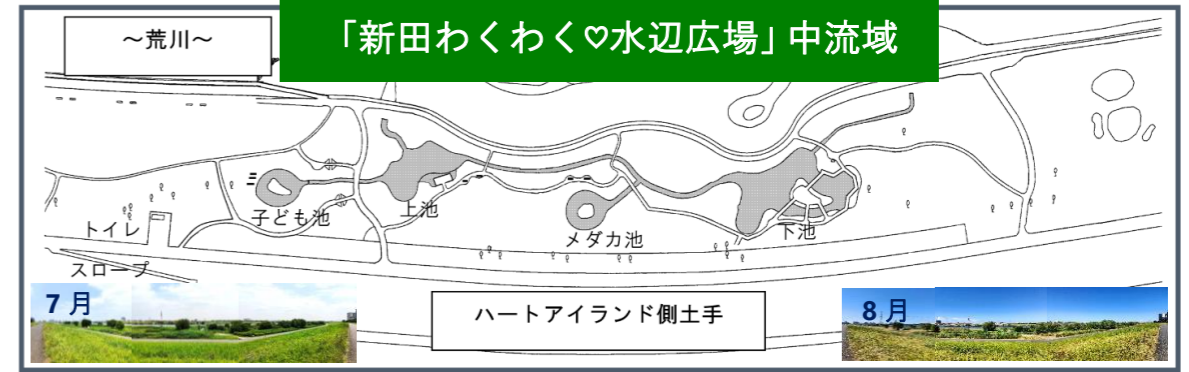 「新田わくわく♡水辺広場」中流域
～荒川～
子ども池
上池
メダカ池
下池
トイレ
スロープ
7月
ハートアイランド側土手
8月